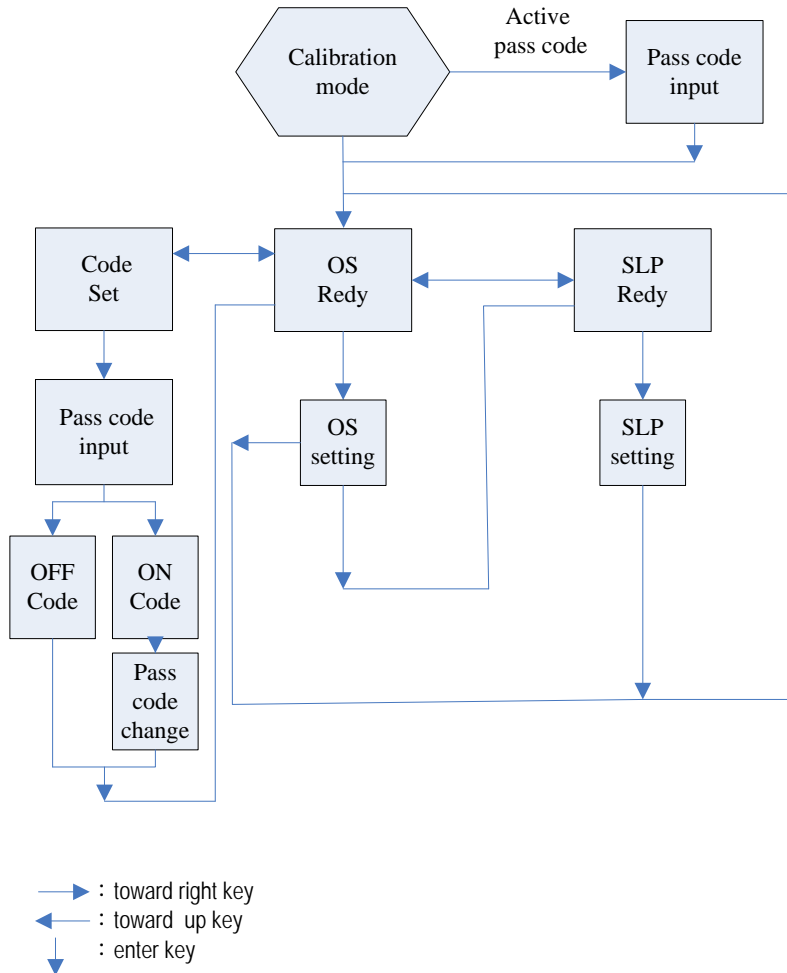 Active
pass code
Calibration
mode
Pass code
input
Code
Set
OS
Redy
SLP
Redy
Pass code
input
OS
setting
SLP
setting
OFF
Code
ON
Code
Pass
code
change
: toward right key
: toward up key
: enter key